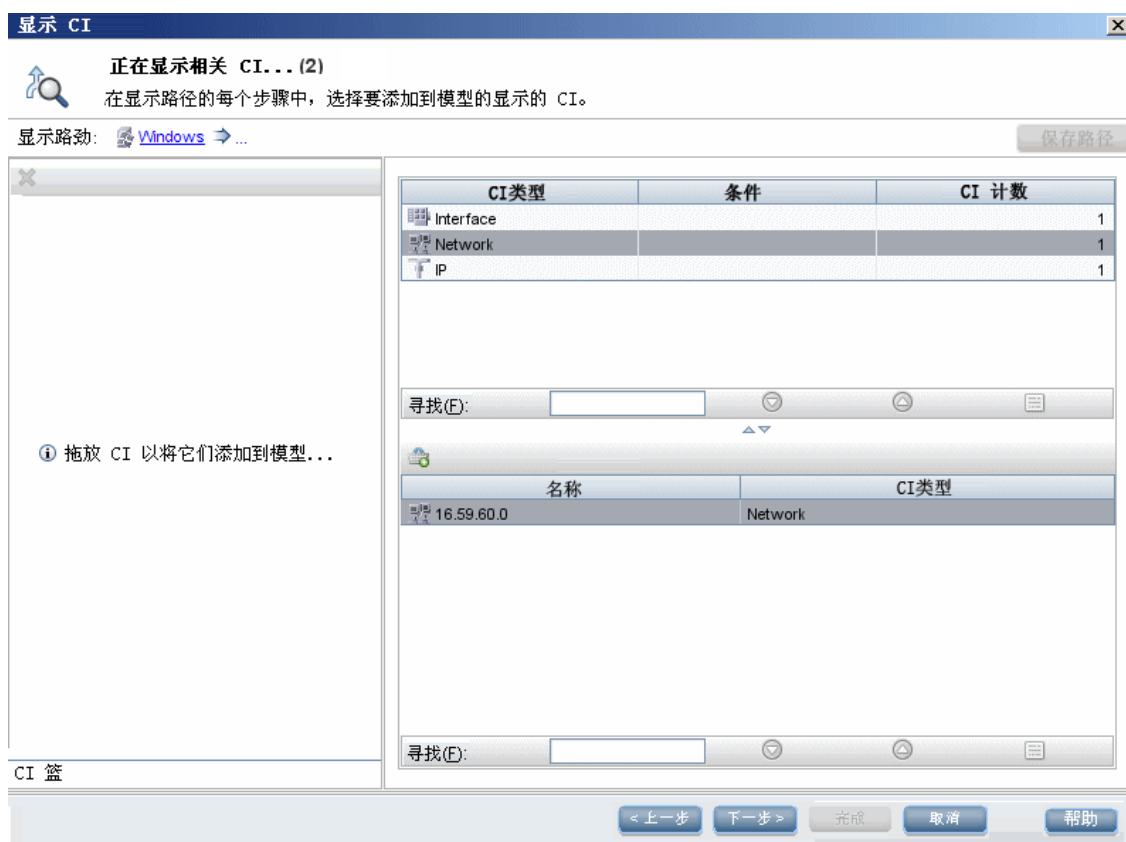 显示 CI
正在显示相关 CI...(2)
在显示路径的每个步骤中，选择要添加到模型的显示的 CI。
显示路劲: Windows ...
保存路径
CI类型 条件 CI 计数
Interface 1
Network 1
IP 1
寻找(F):
拖放 CI 以将它们添加到模型...
名称 CI类型
16.59.60.0 Network
寻找(F):
CI 篮
<上一步 下一步> 完成 取消 帮助